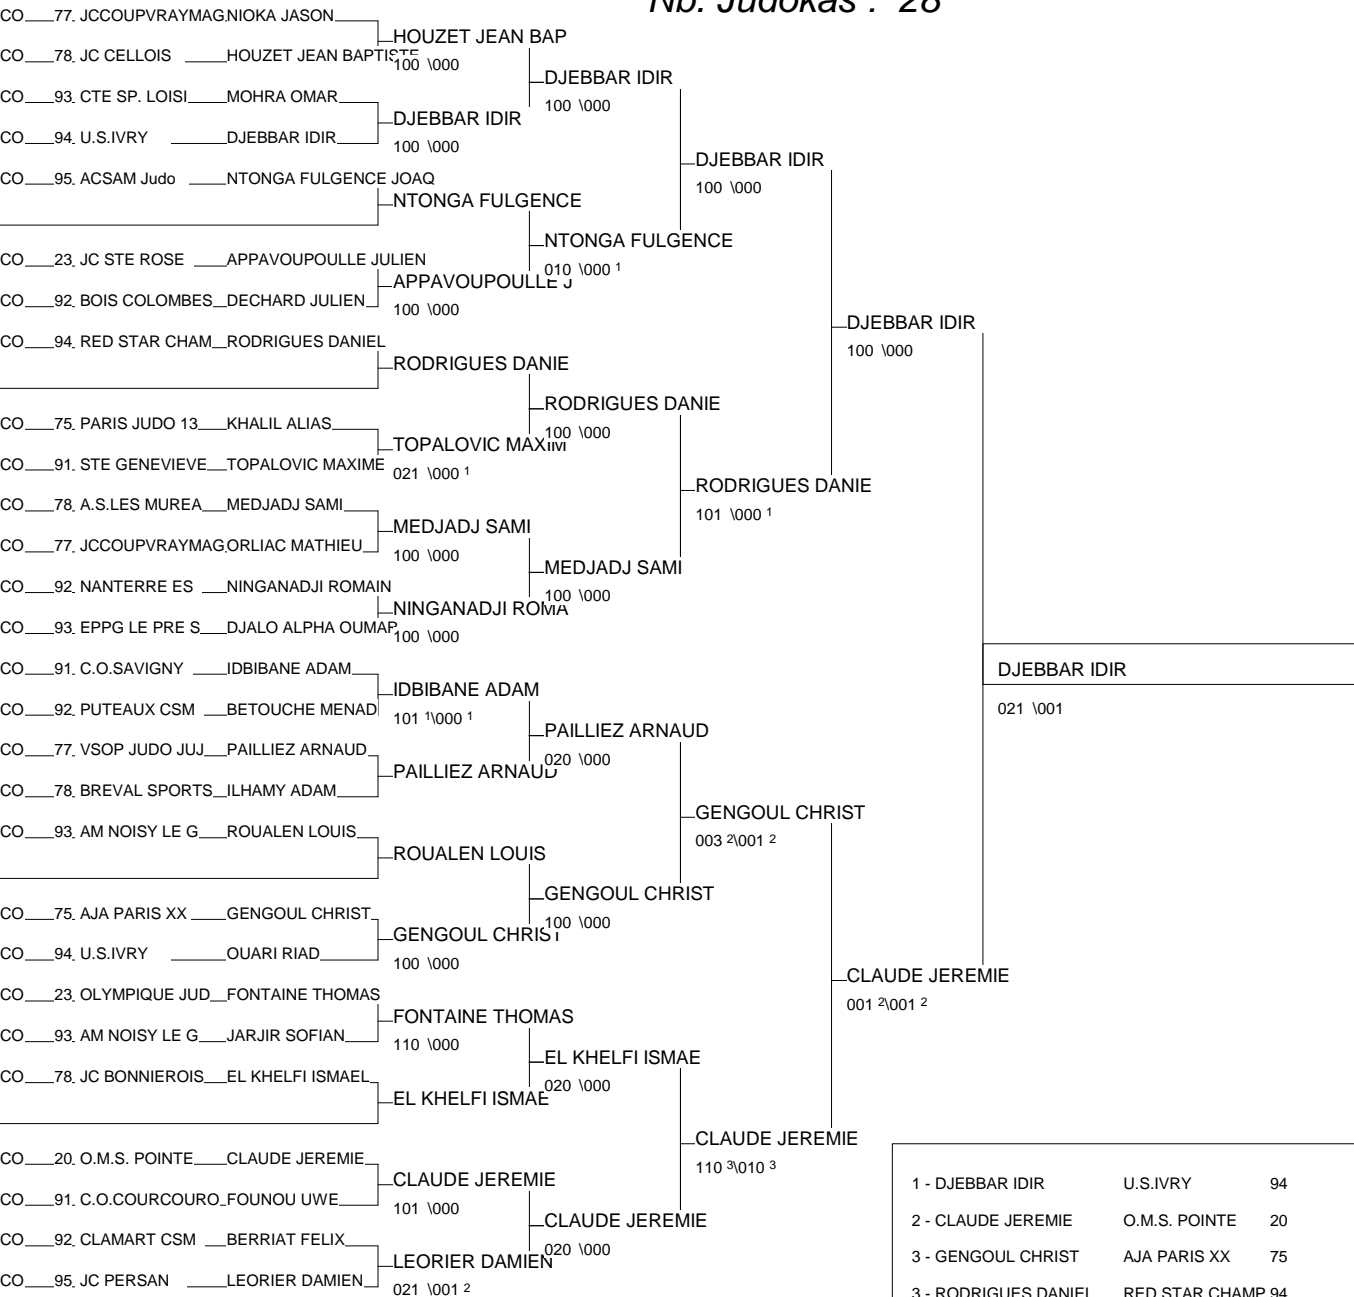 Nb. Judokas : 28
CO 77 JCCOUPVRAYMAG NIOKA JASON
HOUZET JEAN BAP
CO 78 JC CELLOIS HOUZET JEAN BAPTISTE
100 \000
DJEBBAR IDIR
CO 93 CTE SP. LOISI MOHRA OMAR
100 \000
DJEBBAR IDIR
CO 94 U.S.IVRY DJEBBAR IDIR
100 \000
DJEBBAR IDIR
CO 95 ACSAM Judo NTONGA FULGENCE JOAQ
100 \000
NTONGA FULGENCE
NTONGA FULGENCE
CO 23 JC STE ROSE APPAVOUPOULLE JULIEN
010 \000 1
APPAVOUPOULLE J
CO 92 BOIS COLOMBES DECHARD JULIEN
100 \000
DJEBBAR IDIR
CO 94 RED STAR CHAM RODRIGUES DANIEL
100 \000
RODRIGUES DANIE
RODRIGUES DANIE
CO 75 PARIS JUDO 13 KHALIL ALIAS
100 \000
TOPALOVIC MAXIM
CO 91 STE GENEVIEVE TOPALOVIC MAXIME
021 \000 1
RODRIGUES DANIE
CO 78 A.S.LES MUREA MEDJADJ SAMI
101 \000 1
MEDJADJ SAMI
CO 77 JCCOUPVRAYMAG ORLIAC MATHIEU
100 \000
MEDJADJ SAMI
CO 92 NANTERRE ES NINGANADJI ROMAIN
100 \000
NINGANADJI ROMA
CO 93 EPPG LE PRE S DJALO ALPHA OUMAR
100 \000
CO 91 C.O.SAVIGNY IDBIBANE ADAM
DJEBBAR IDIR
IDBIBANE ADAM
CO 92 PUTEAUX CSM BETOUCHE MENAD
021 \001
101 1\000 1
PAILLIEZ ARNAUD
CO 77 VSOP JUDO JUJ PAILLIEZ ARNAUD
020 \000
PAILLIEZ ARNAUD
CO 78 BREVAL SPORTS ILHAMY ADAM
GENGOUL CHRIST
CO 93 AM NOISY LE G ROUALEN LOUIS
003 2\001 2
ROUALEN LOUIS
GENGOUL CHRIST
CO 75 AJA PARIS XX GENGOUL CHRIST
100 \000
GENGOUL CHRIST
CO 94 U.S.IVRY OUARI RIAD
100 \000
CLAUDE JEREMIE
CO 23 OLYMPIQUE JUD FONTAINE THOMAS
001 2\001 2
FONTAINE THOMAS
CO 93 AM NOISY LE G JARJIR SOFIAN
110 \000
EL KHELFI ISMAE
CO 78 JC BONNIEROIS EL KHELFI ISMAEL
020 \000
EL KHELFI ISMAE
CLAUDE JEREMIE
CO 20 O.M.S. POINTE CLAUDE JEREMIE
110 3\010 3
CLAUDE JEREMIE
CO 91 C.O.COURCOURO FOUNOU UWE
101 \000
CLAUDE JEREMIE
CO 92 CLAMART CSM BERRIAT FELIX
020 \000
LEORIER DAMIEN
CO 95 JC PERSAN LEORIER DAMIEN
021 \001 2
1 - DJEBBAR IDIR U.S.IVRY 94
2 - CLAUDE JEREMIE O.M.S. POINTE 20
3 - GENGOUL CHRIST AJA PARIS XX 75
3 - RODRIGUES DANIEL RED STAR CHAMP 94